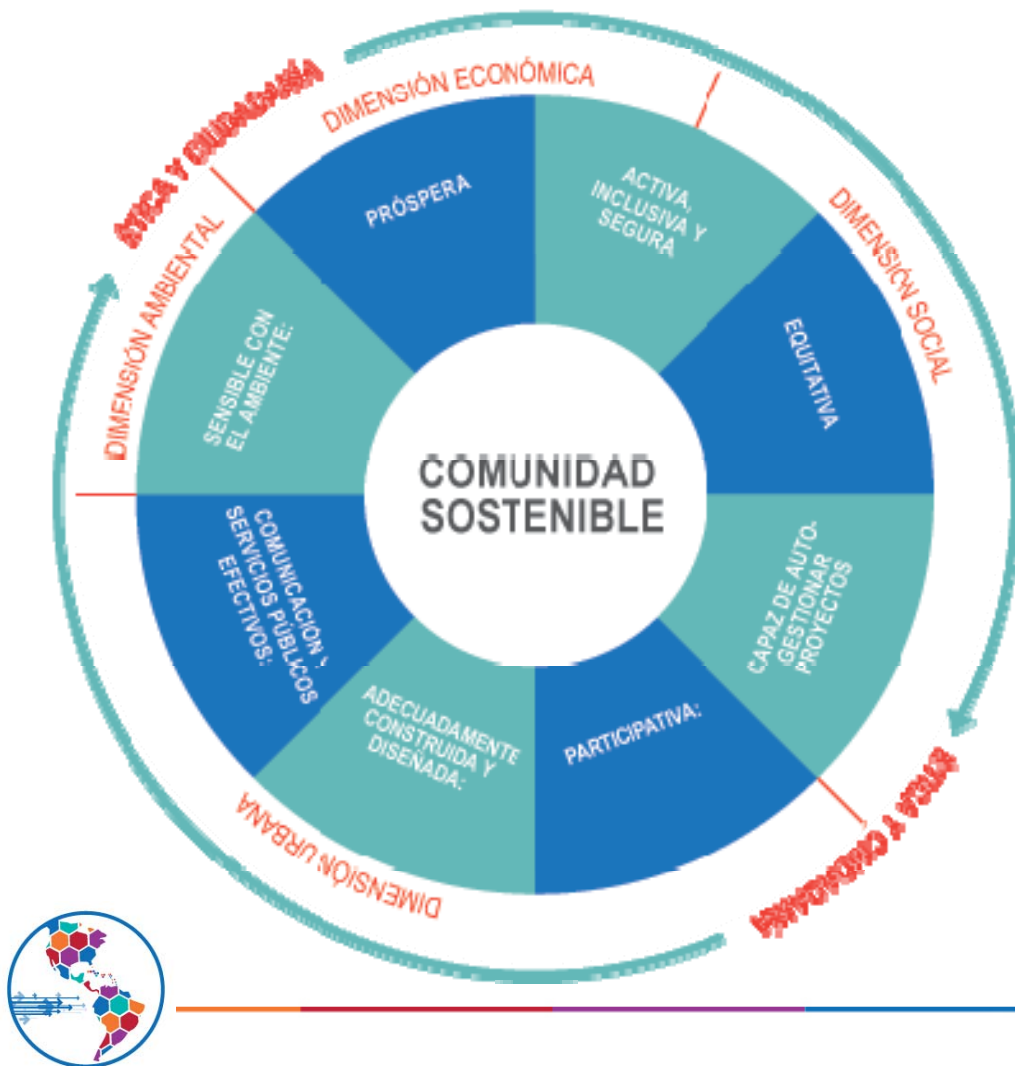 DIMENSIÓN ECONÓMICA
ÉTICA Y CIUDADANÍA
PRÓSPERA
ACTIVA,
INCLUSIVA Y
SEGURA
DIMENSIÓN SOCIAL
DIMENSIÓN AMBIENTAL
SENSIBLE CON
EL AMBIENTE:
EQUITATIVA
COMUNIDAD
SOSTENIBLE
COMUNICACIÓN Y
SERVICIOS PÚBLICOS
EFECTIVOS:
CAPAZ DE AUTO-
GESTIONAR
PROYECTOS
ADECUADAMENTE
CONSTRUIDA Y
DISEÑADA:
PARTICIPATIVA:
DIMENSIÓN URBANA
ÉTICA Y CIUDADANÍA